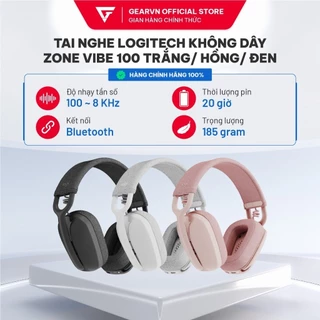 GEARVN OFFICIAL STORE
GIAN HÀNG CHÍNH THỨC
TAI NGHE LOGITECH KHÔNG DÂY
ZONE VIBE 100 TRẮNG/ HỒNG/ ĐEN
HÀNG CHÍNH HÃNG 100%
Độ nhạy tần số
100 ~ 8 KHz
Thời lượng pin
20 giờ
Kết nối
Bluetooth
Trọng lượng
185 gram